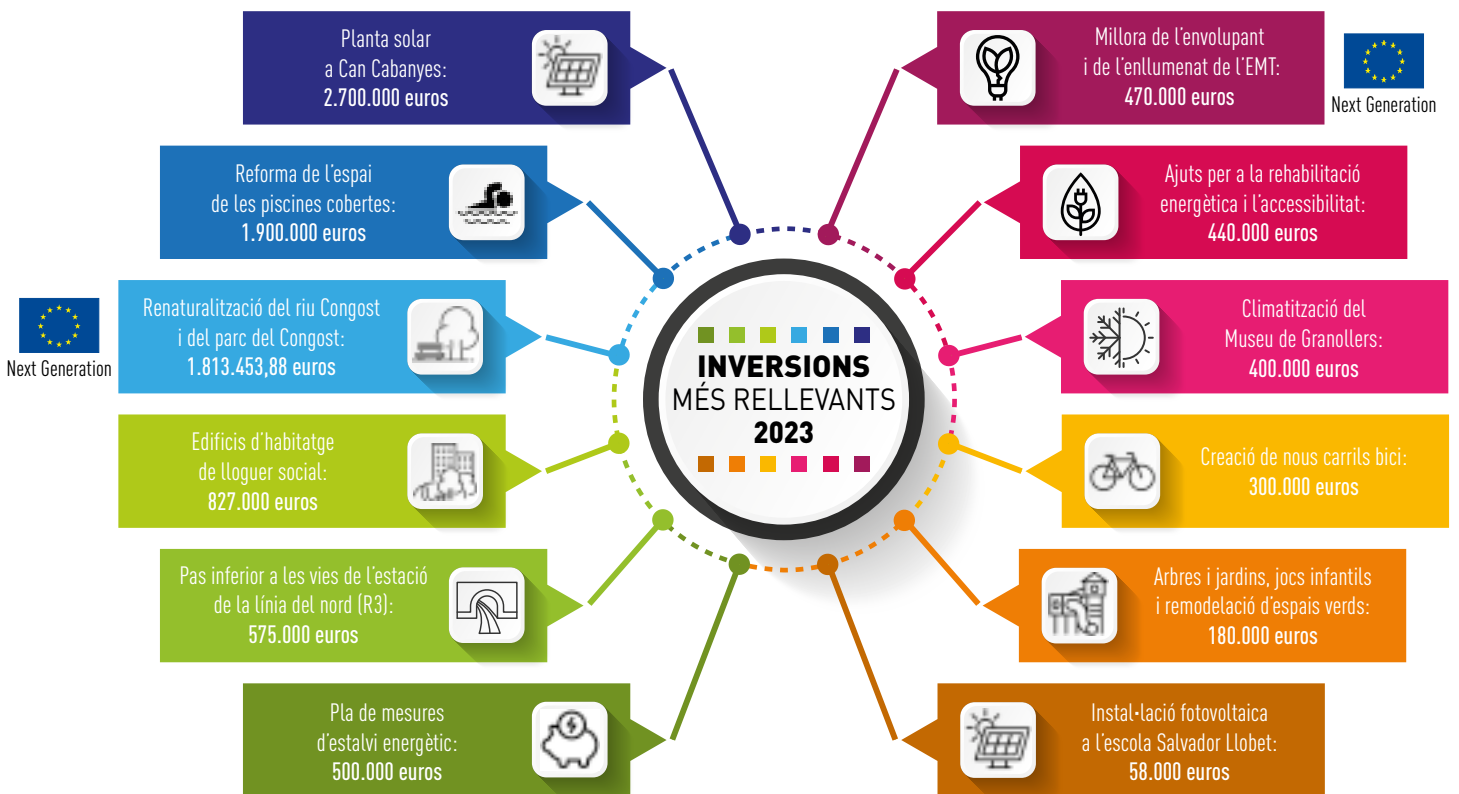 Planta solar
a Can Cabanyes:
2.700.000 euros
Reforma de l'espai
de les piscines cobertes:
1.900.000 euros
Next Generation
Renaturalització del riu Congost
i del parc del Congost:
1.813.453,88 euros
Edificis d'habitatge
de lloguer social:
827.000 euros
Pas inferior a les vies de l'estació
de la línia del nord (R3):
575.000 euros
Pla de mesures
d'estalvi energètic:
500.000 euros
INVERSIONS
MÉS RELLEVANTS
2023
Millora de l'envolupant
i de l'enllumenat de l'EMT:
470.000 euros
Next Generation
Ajuts per a la rehabilitació
energètica i l'accessibilitat:
440.000 euros
Climatització del
Museu de Granollers:
400.000 euros
Creació de nous carrils bici:
300.000 euros
Arbres i jardins, jocs infantils
i remodelació d'espais verds:
180.000 euros
Instal·lació fotovoltaica
a l'escola Salvador Llobet:
58.000 euros